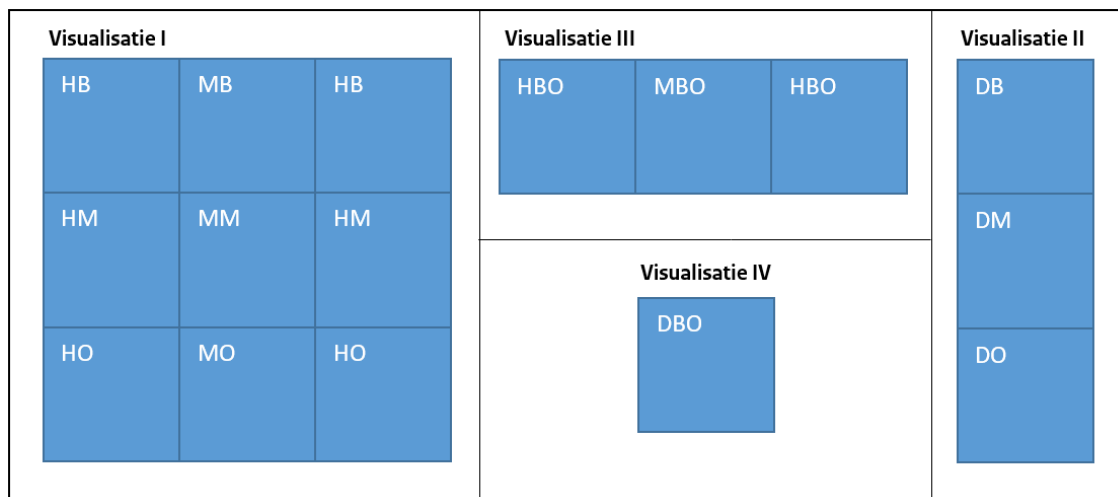 Visualisatie I
HB MB HB
HM MM HM
HO MO HO
Visualisatie III
HBO MBO HBO
Visualisatie IV
DBO
Visualisatie II
DB
DM
DO